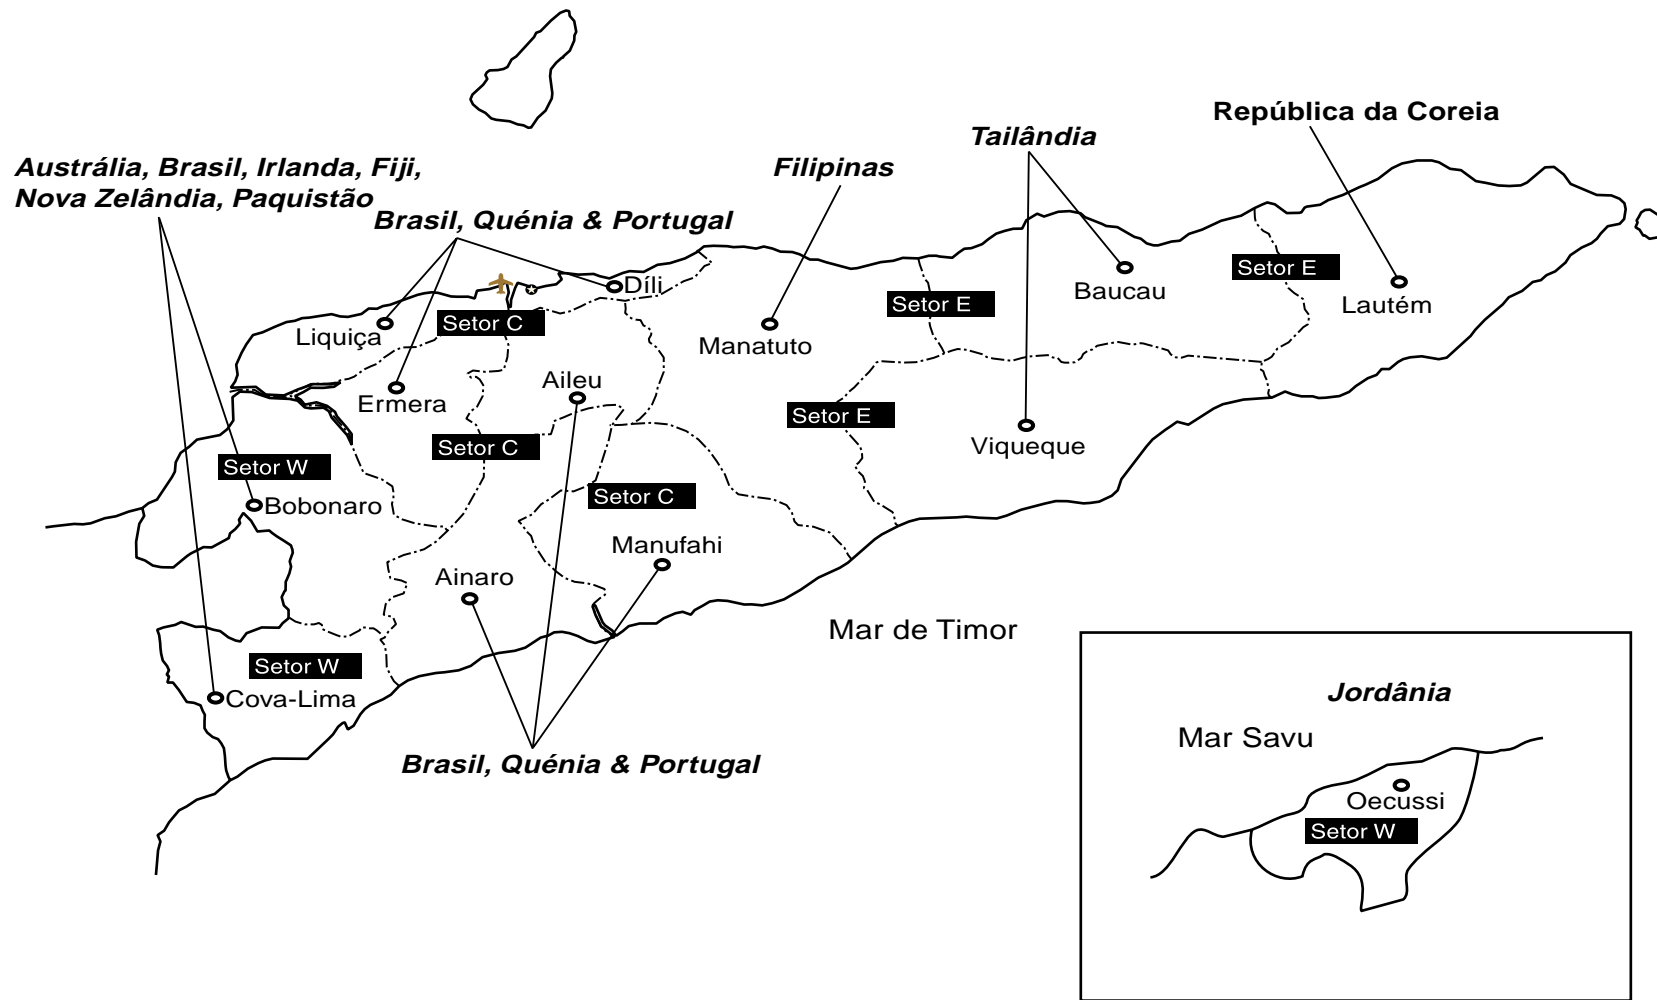 República da Coreia
Tailândia
Austrália, Brasil, Irlanda, Fiji,
Nova Zelândia, Paquistão
Filipinas
Brasil, Quénia & Portugal
Setor E
Baucau
Lautém
Díli
Setor E
Setor C
Liquiça
Manatuto
Aileu
Ermera
Setor E
Setor C
Viqueque
Setor W
Setor C
Bobonaro
Manufahi
Ainaro
Mar de Timor
Setor W
Cova-Lima
Brasil, Quénia & Portugal
Jordânia
Mar Savu
Oecussi
Setor W